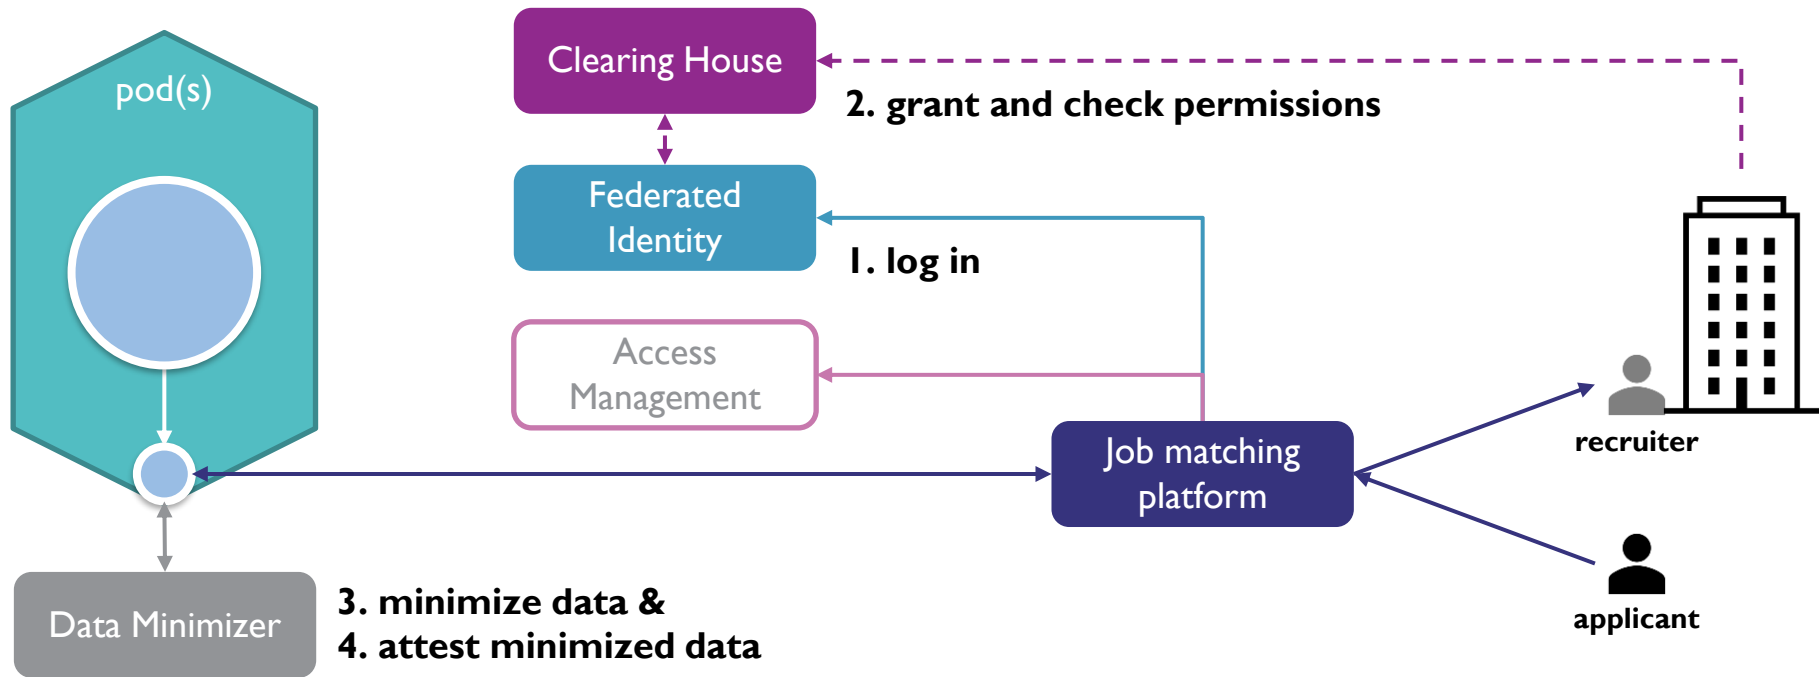 pod(s)
Clearing House
2. grant and check permissions
Federated
Identity
1. log in
Access
Management
Job matching
platform
recruiter
applicant
Data Minimizer
3. minimize data &
4. attest minimized data